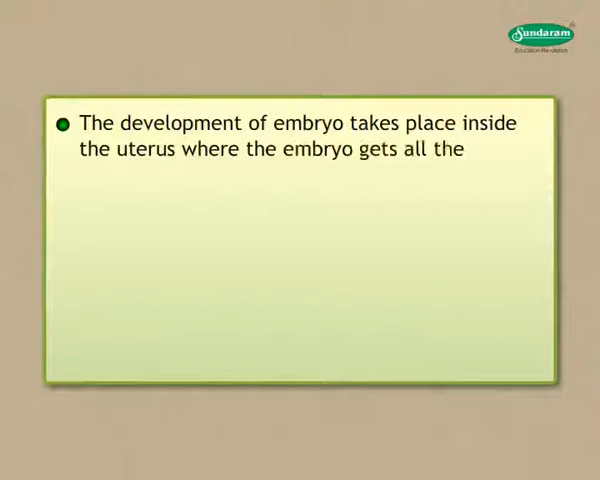 Sundaram
Education Revolution
The development of embryo takes place inside
the uterus where the embryo gets all the